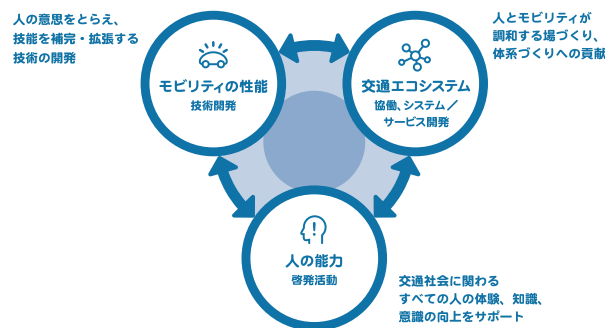 人の意思をとらえ、
技能を補完・拡張する
技術の開発
モビリティの性能
技術開発
人とモビリティが
調和する場づくり、
体系づくりへの貢献
交通エコシステム
協働、システム／
サービス開発
人の能力
啓発活動
交通社会に関わる
すべての人の体験、知識、
意識の向上をサポート